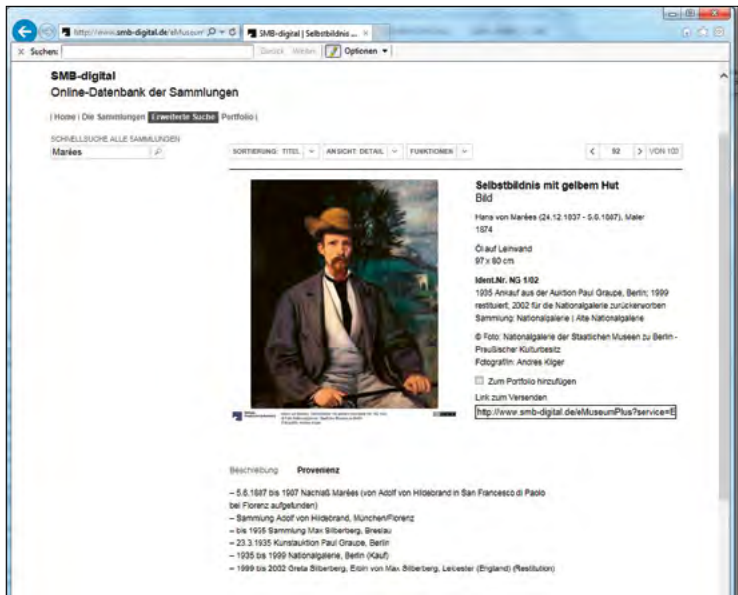 http://www.smb-digital.de/eMuseum
SMB-digital | Selbstbildnis ...
x Suchen:
Zurück Weiter Optionen
SMB-digital
Online-Datenbank der Sammlungen
| Home | Die Sammlungen Erweiterte Suche Portfolio |
SCHNELLSUCHE ALLE SAMMLUNGEN
Marées
SORTIERUNG: TITEL ANSICHT: DETAIL FUNKTIONEN < 92 > VON 100
Selbstbildnis mit gelbem Hut
Bild
Hans von Marées (24.12.1837 - 5.6.1887), Maler
1874
Öl auf Leinwand
97 x 80 cm
Ident.Nr. NG 1/02
1935 Ankauf aus der Auktion Paul Graupe, Berlin; 1999
restituiert, 2002 für die Nationalgalerie zurückerworben
Sammlung: Nationalgalerie | Alte Nationalgalerie
© Foto: Nationalgalerie der Staatlichen Museen zu Berlin -
Preußischer Kulturbesitz
Fotograf/in: Andres Kilger
Zum Portfolio hinzufügen
Link zum Versenden
http://www.smb-digital.de/eMuseumPlus?service=E
Beschreibung Provenienz
– 5.6.1887 bis 1907 Nachlaß Marées (von Adolf von Hildebrand in San Francesco di Paolo
bei Florenz aufgefunden)
– Sammlung Adolf von Hildebrand, München/Florenz
– bis 1935 Sammlung Max Silberberg, Breslau
– 23.3.1935 Kunstauktion Paul Graupe, Berlin
– 1935 bis 1999 Nationalgalerie, Berlin (Kauf)
– 1999 bis 2002 Greta Silberberg, Erbin von Max Silberberg, Leicester (England) (Restitution)